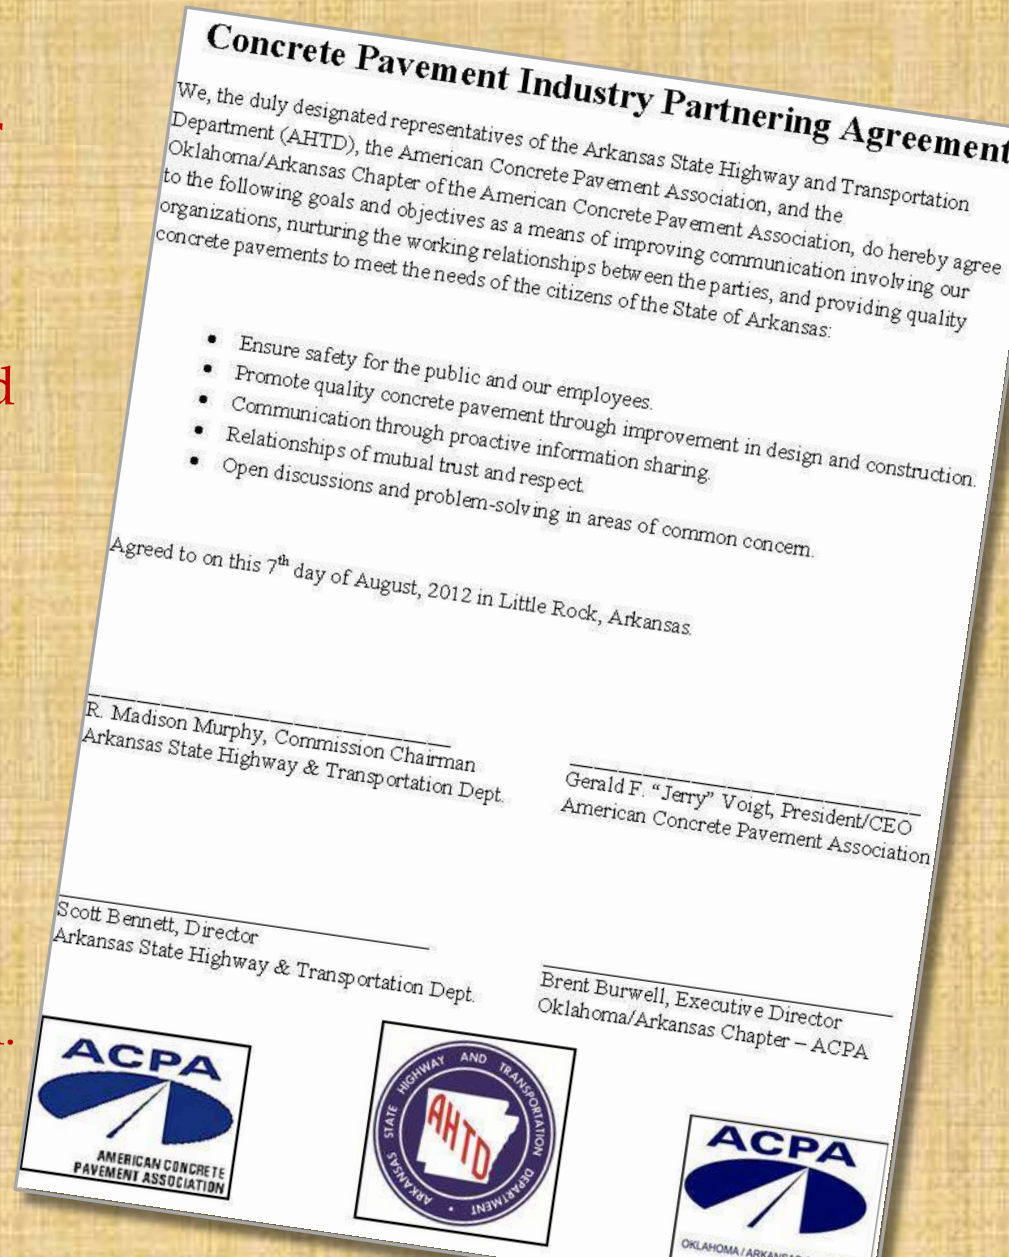 Concrete Pavement Industry Partnering Agreement
We, the duly designated representatives of the Arkansas State Highway and Transportation
Department (AHTD), the American Concrete Pavement Association, and the
Oklahoma/Arkansas Chapter of the American Concrete Pavement Association, do hereby agree
to the following goals and objectives as a means of improving communication involving our
organizations, nurturing the working relationships between the parties, and providing quality
concrete pavements to meet the needs of the citizens of the State of Arkansas:
• Ensure safety for the public and our employees.
• Promote quality concrete pavement through improvement in design and construction.
• Communication through proactive information sharing.
• Relationships of mutual trust and respect.
• Open discussions and problem-solving in areas of common concern.
Agreed to on this 7th day of August, 2012 in Little Rock, Arkansas.
R. Madison Murphy, Commission Chairman
Arkansas State Highway & Transportation Dept.
Gerald F. “Jerry” Voigt, President/CEO
American Concrete Pavement Association
Scott Bennett, Director
Arkansas State Highway & Transportation Dept.
Brent Burwell, Executive Director
Oklahoma/Arkansas Chapter – ACPA
ACPA
AMERICAN CONCRETE
PAVEMENT ASSOCIATION
ARKANSAS STATE HIGHWAY AND TRANSPORTATION DEPARTMENT
AHTD
ACPA
OKLAHOMA / ARKANSAS